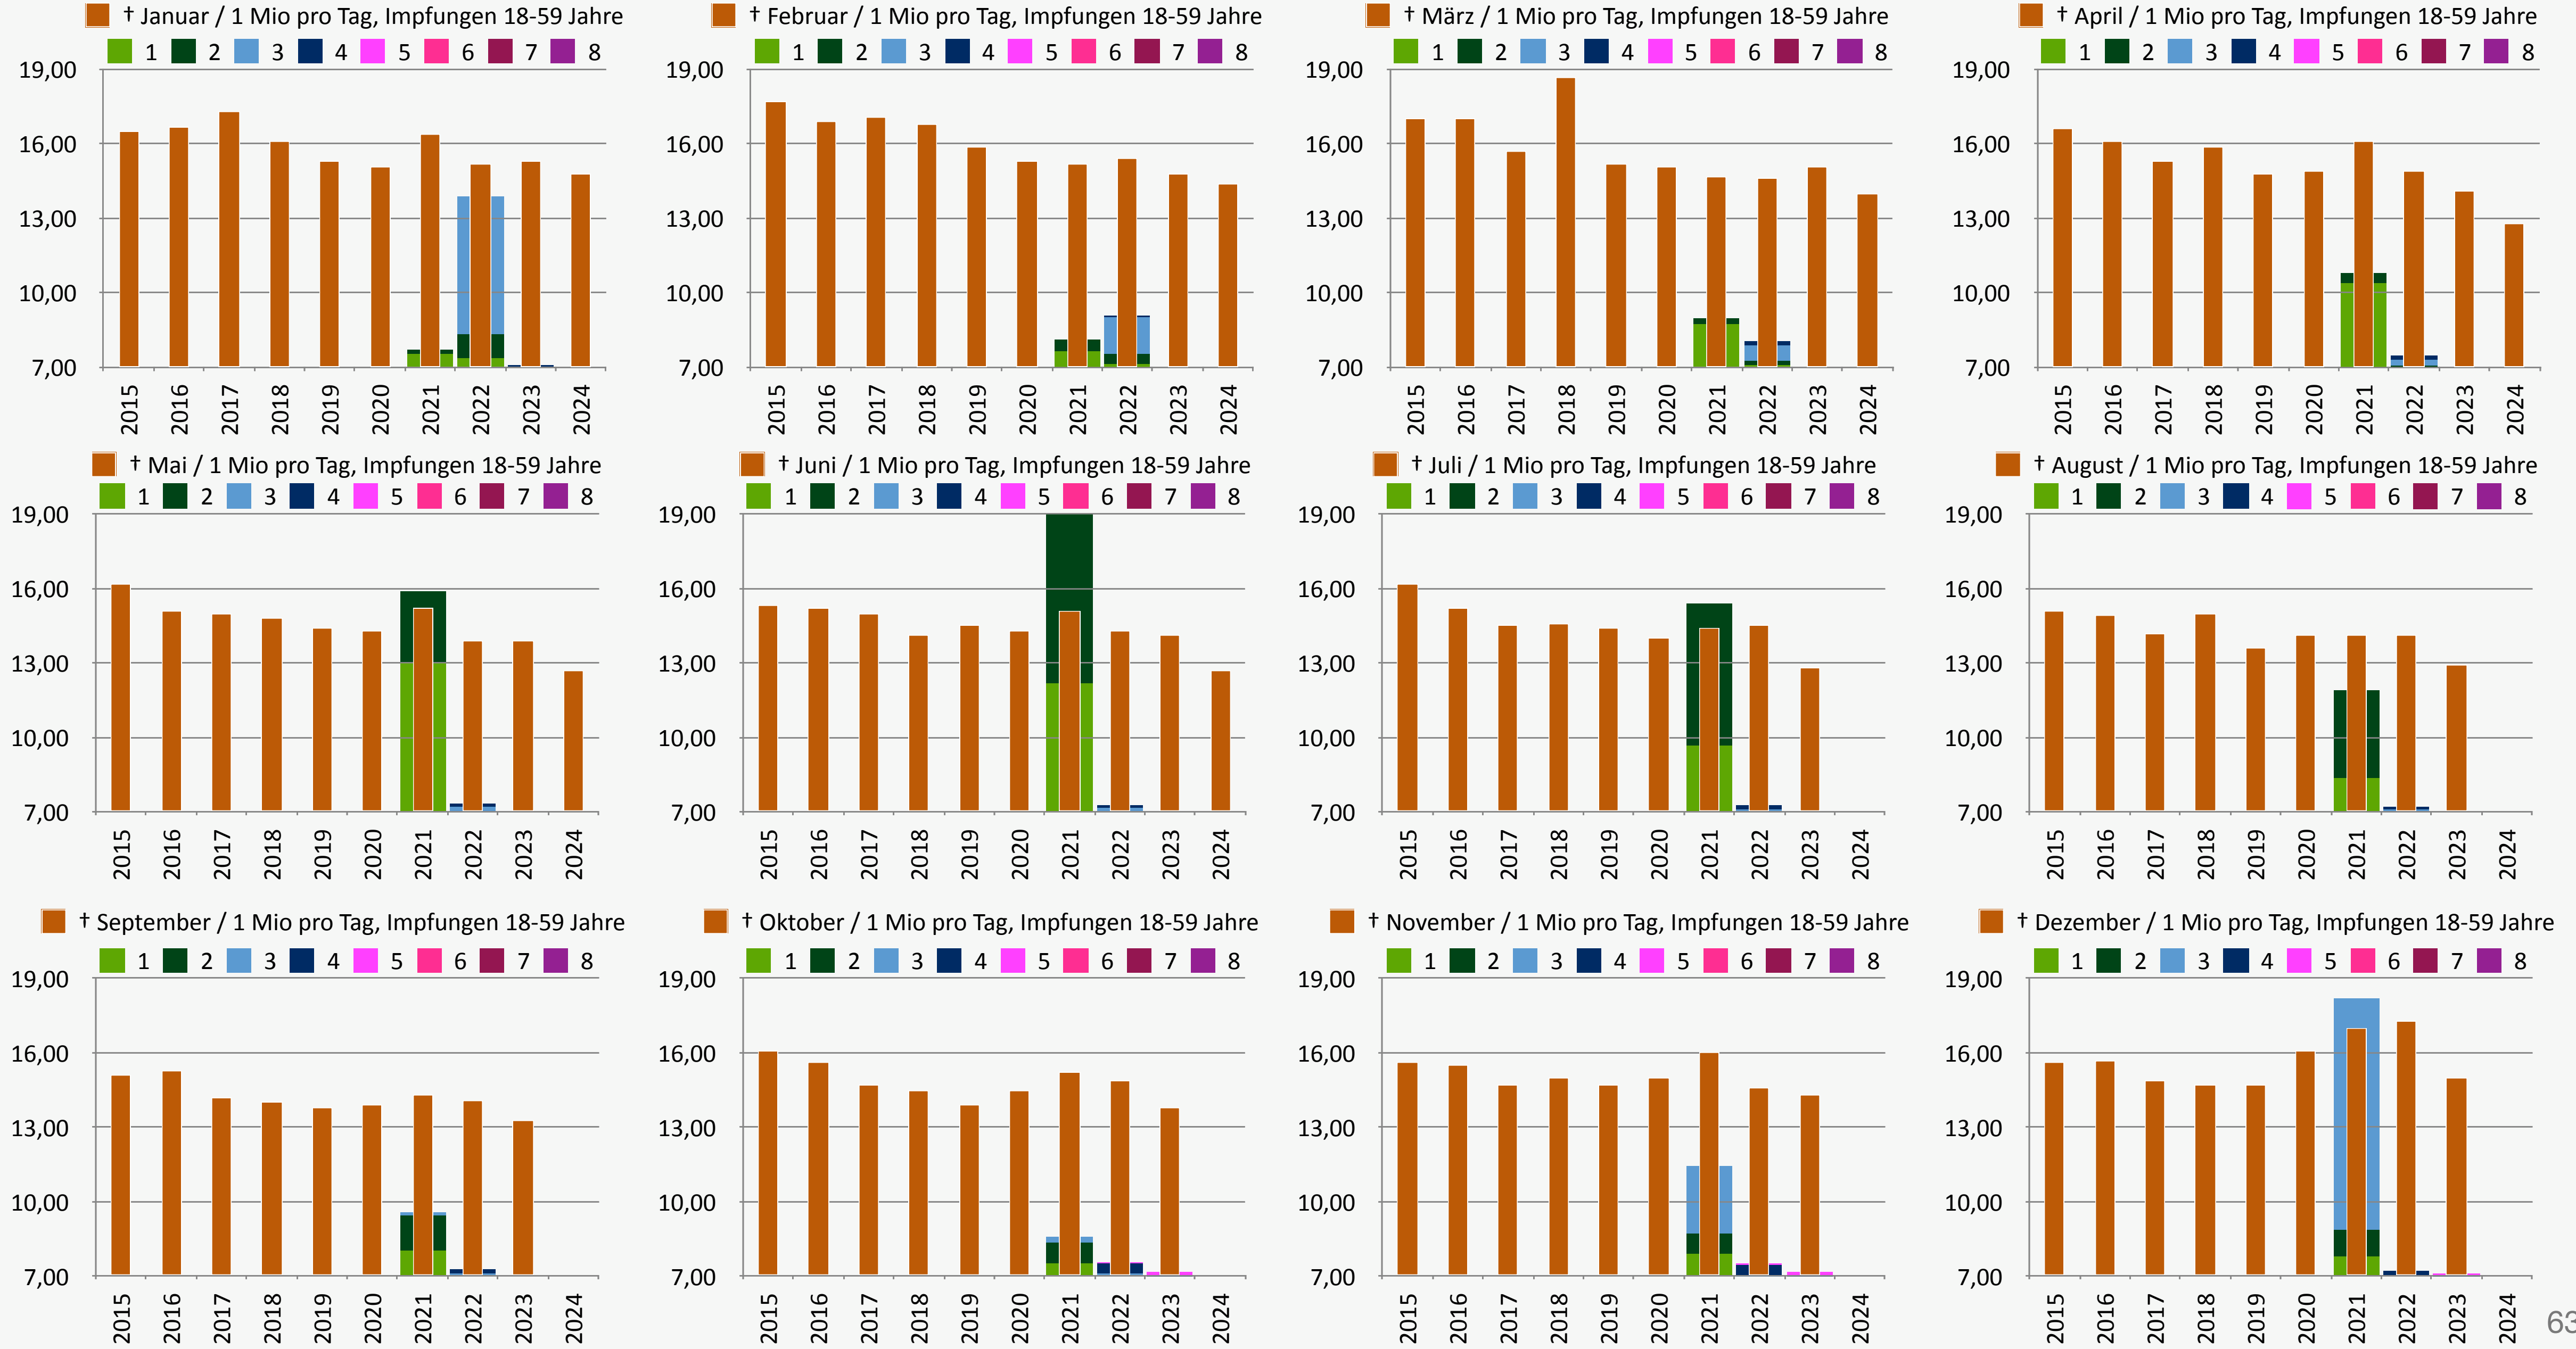 † Januar / 1 Mio pro Tag, Impfungen 18-59 Jahre
1 2 3 4 5 6 7 8
19,00
16,00
13,00
10,00
7,00
2015 2016 2017 2018 2019 2020 2021 2022 2023 2024
† Februar / 1 Mio pro Tag, Impfungen 18-59 Jahre
1 2 3 4 5 6 7 8
19,00
16,00
13,00
10,00
7,00
2015 2016 2017 2018 2019 2020 2021 2022 2023 2024
† März / 1 Mio pro Tag, Impfungen 18-59 Jahre
1 2 3 4 5 6 7 8
19,00
16,00
13,00
10,00
7,00
2015 2016 2017 2018 2019 2020 2021 2022 2023 2024
† April / 1 Mio pro Tag, Impfungen 18-59 Jahre
1 2 3 4 5 6 7 8
19,00
16,00
13,00
10,00
7,00
2015 2016 2017 2018 2019 2020 2021 2022 2023 2024
† Mai / 1 Mio pro Tag, Impfungen 18-59 Jahre
1 2 3 4 5 6 7 8
19,00
16,00
13,00
10,00
7,00
2015 2016 2017 2018 2019 2020 2021 2022 2023 2024
† Juni / 1 Mio pro Tag, Impfungen 18-59 Jahre
1 2 3 4 5 6 7 8
19,00
16,00
13,00
10,00
7,00
2015 2016 2017 2018 2019 2020 2021 2022 2023 2024
† Juli / 1 Mio pro Tag, Impfungen 18-59 Jahre
1 2 3 4 5 6 7 8
19,00
16,00
13,00
10,00
7,00
2015 2016 2017 2018 2019 2020 2021 2022 2023 2024
† August / 1 Mio pro Tag, Impfungen 18-59 Jahre
1 2 3 4 5 6 7 8
19,00
16,00
13,00
10,00
7,00
2015 2016 2017 2018 2019 2020 2021 2022 2023 2024
† September / 1 Mio pro Tag, Impfungen 18-59 Jahre
1 2 3 4 5 6 7 8
19,00
16,00
13,00
10,00
7,00
2015 2016 2017 2018 2019 2020 2021 2022 2023 2024
† Oktober / 1 Mio pro Tag, Impfungen 18-59 Jahre
1 2 3 4 5 6 7 8
19,00
16,00
13,00
10,00
7,00
2015 2016 2017 2018 2019 2020 2021 2022 2023 2024
† November / 1 Mio pro Tag, Impfungen 18-59 Jahre
1 2 3 4 5 6 7 8
19,00
16,00
13,00
10,00
7,00
2015 2016 2017 2018 2019 2020 2021 2022 2023 2024
† Dezember / 1 Mio pro Tag, Impfungen 18-59 Jahre
1 2 3 4 5 6 7 8
19,00
16,00
13,00
10,00
7,00
2015 2016 2017 2018 2019 2020 2021 2022 2023 2024
63